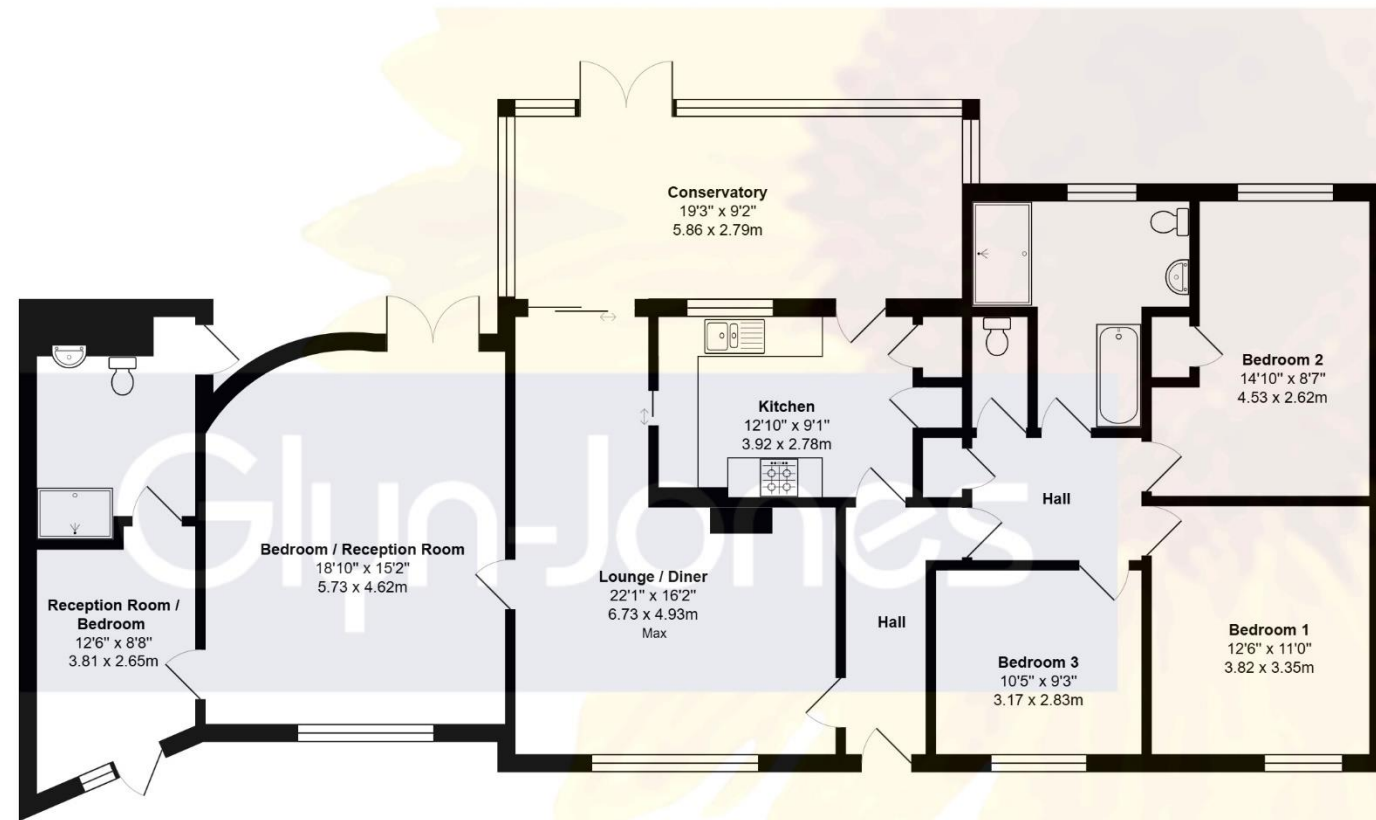 Conservatory
19'3" x 9'2"
5.86 x 2.79m
Bedroom 2
14'10" x 8'7"
4.53 x 2.62m
Kitchen
12'10" x 9'1"
3.92 x 2.78m
Hall
Glyn-Jones
Bedroom / Reception Room
18'10" x 15'2"
5.73 x 4.62m
Lounge / Diner
22'1" x 16'2"
6.73 x 4.93m
Max
Reception Room /
Bedroom
12'6" x 8'8"
3.81 x 2.65m
Hall
Bedroom 3
10'5" x 9'3"
3.17 x 2.83m
Bedroom 1
12'6" x 11'0"
3.82 x 3.35m